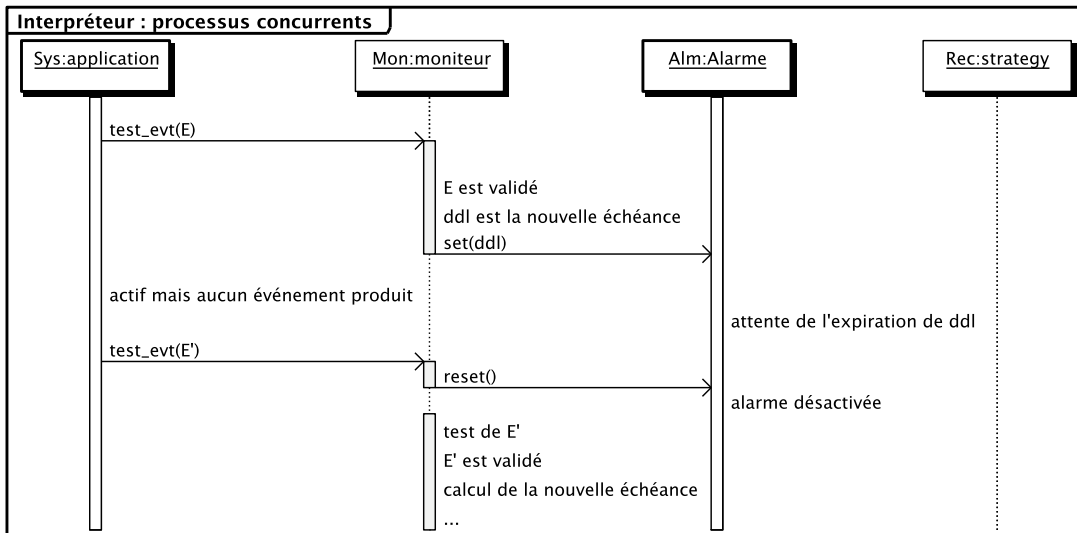 Interpréteur : processus concurrents
Sys:application
Mon:moniteur
Alm:Alarme
Rec:strategy
test_evt(E)
E est validé
ddl est la nouvelle échéance
set(ddl)
actif mais aucun événement produit
attente de l'expiration de ddl
test_evt(E')
reset()
alarme désactivée
test de E'
E' est validé
calcul de la nouvelle échéance
...